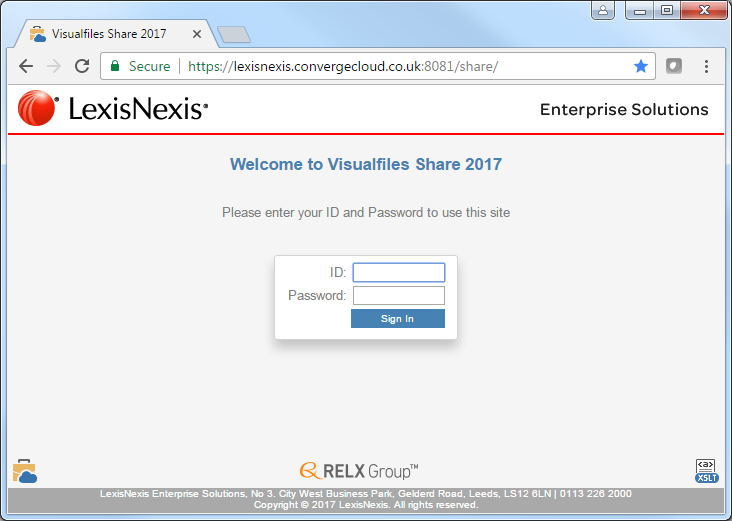 Visualfiles Share 2017
Secure
https://lexisnexis.convergecloud.co.uk:8081/share/
LexisNexis®
Enterprise Solutions
Welcome to Visualfiles Share 2017
Please enter your ID and Password to use this site
ID:
Password:
Sign In
RELX Group™
<a>
XSLT
LexisNexis Enterprise Solutions, No 3. City West Business Park, Gelderd Road, Leeds, LS12 6LN | 0113 226 2000
Copyright © 2017 LexisNexis. All rights reserved.